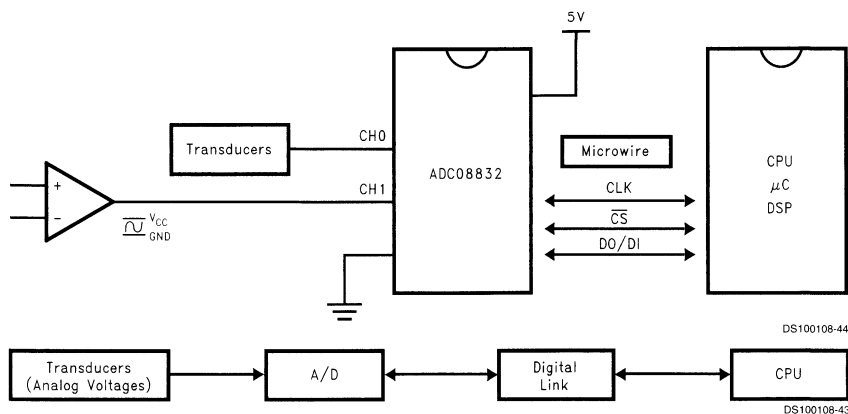 5V
CH0
Transducers
ADC08832
Microwire
CPU
µC
DSP
CLK
CH1
+
−
VCC
GND
CS
DO/DI
DS100108-44
Transducers
(Analog Voltages)
A/D
Digital
Link
CPU
DS100108-43